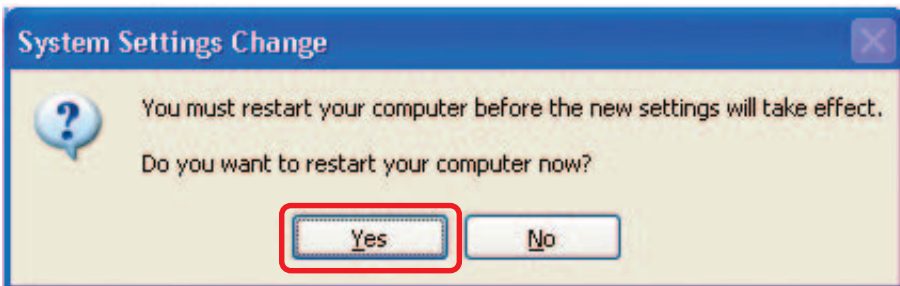 System Settings Change
?
You must restart your computer before the new settings will take effect.
Do you want to restart your computer now?
Yes No